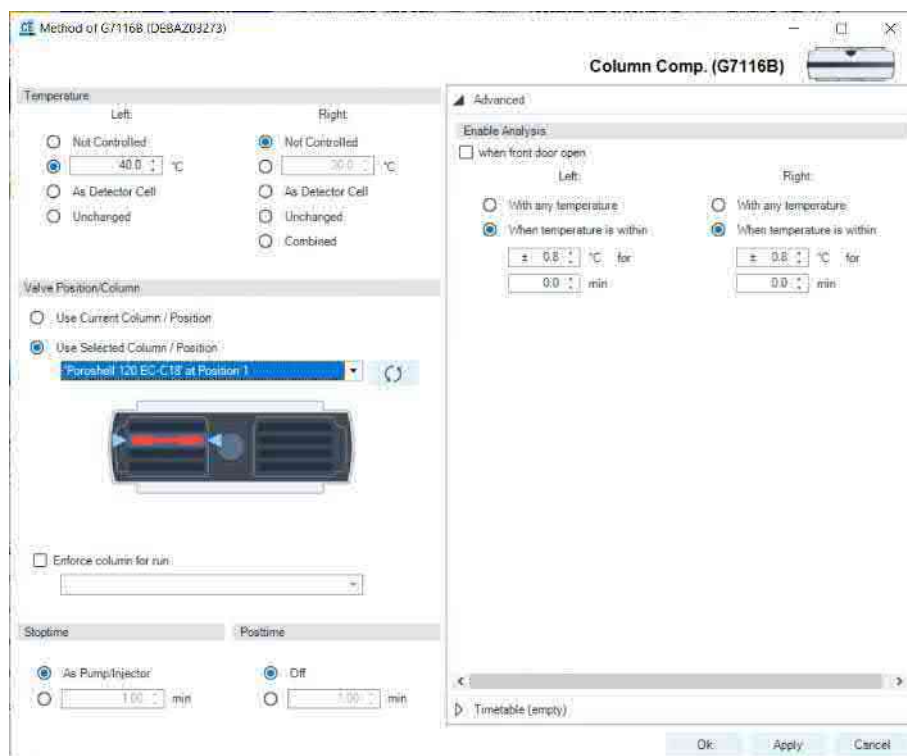 Method of G7116B (DEBAZ03273)
Column Comp. (G7116B)
Temperature
Left:
Right:
Not Controlled
Not Controlled
40.0 °C
30.0 °C
As Detector Cell
As Detector Cell
Unchanged
Unchanged
Combined
Valve Position/Column
Use Current Column / Position
Use Selected Column / Position
'Poroshell 120 EC-C18' at Position 1
Enforce column for run
Stoptime
Posttime
As Pump/Injector
Off
1.00 min
1.00 min
Advanced
Enable Analysis
when front door open
Left:
Right:
With any temperature
With any temperature
When temperature is within
When temperature is within
± 0.8 °C for
± 0.8 °C for
0.0 min
0.0 min
Timetable (empty)
Ok
Apply
Cancel